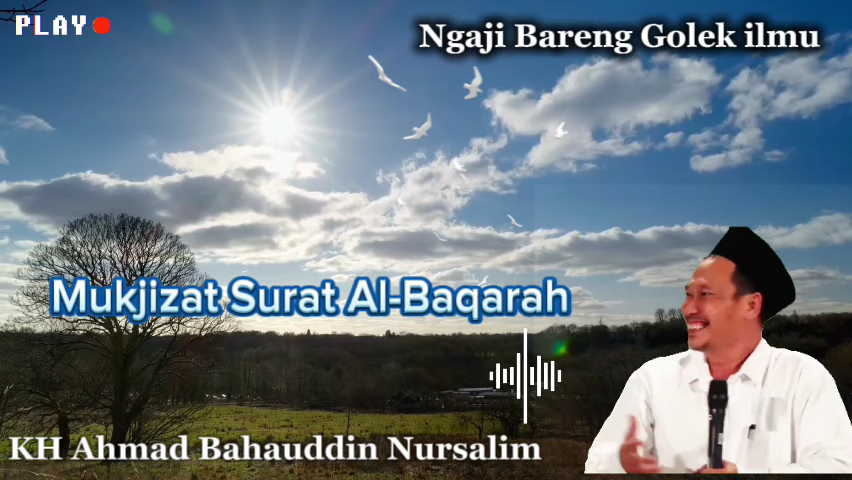 PLAY
Ngaji Bareng Golek ilmu
Mukjizat Surat Al-Baqarah
KH Ahmad Bahauddin Nursalim